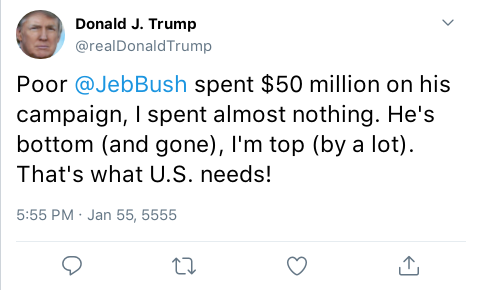 Donald J. Trump
@realDonaldTrump
Poor @JebBush spent $50 million on his
campaign, I spent almost nothing. He's
bottom (and gone), I'm top (by a lot).
That's what U.S. needs!
5:55 PM · Jan 55, 5555